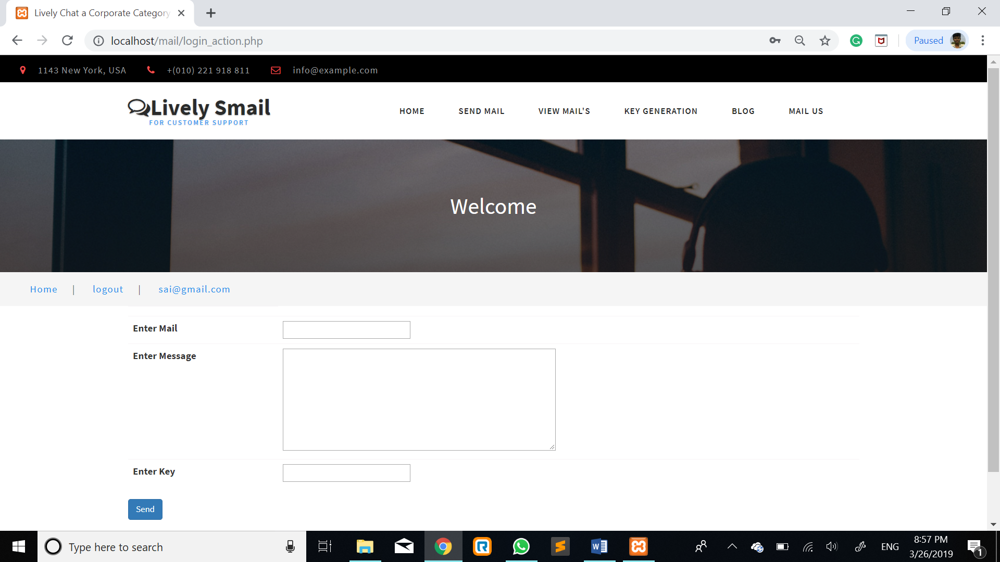 Lively Chat a Corporate Category
localhost/mail/login_action.php
Paused
1143 New York, USA
+(010) 221 918 811
info@example.com
Lively Smail
FOR CUSTOMER SUPPORT
HOME
SEND MAIL
VIEW MAIL'S
KEY GENERATION
BLOG
MAIL US
Welcome
Home | logout | sai@gmail.com
Enter Mail
Enter Message
Enter Key
Send
Type here to search
ENG
8:57 PM
3/26/2019
1